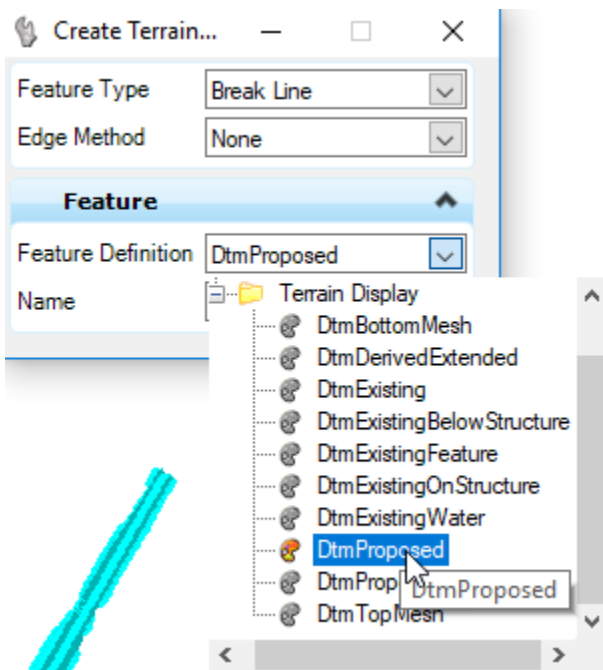 Create Terrain...
Feature Type Break Line
Edge Method None
Feature
Feature Definition DtmProposed
Name
Terrain Display
DtmBottomMesh
DtmDerivedExtended
DtmExisting
DtmExistingBelowStructure
DtmExistingFeature
DtmExistingOnStructure
DtmExistingWater
DtmProposed
DtmProp
DtmProposed
DtmTopMesh